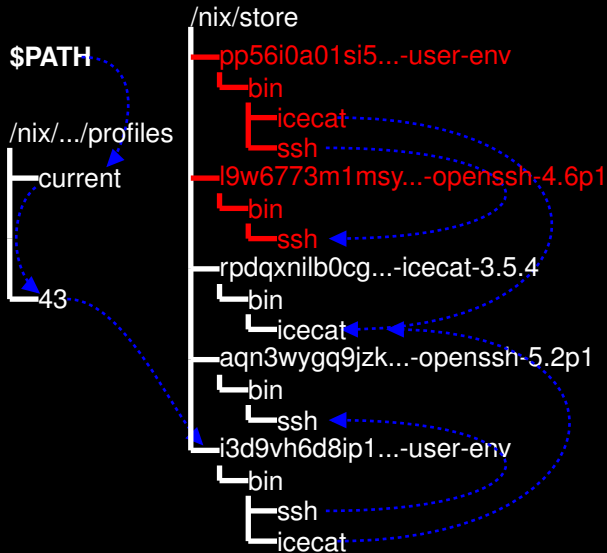 $PATH
/nix/.../profiles
current
43
/nix/store
pp56i0a01si5...-user-env
bin
icecat
ssh
l9w6773m1msy...-openssh-4.6p1
bin
ssh
rpdqxnilb0cg...-icecat-3.5.4
bin
icecat
aqn3wygq9jzk...-openssh-5.2p1
bin
ssh
i3d9vh6d8ip1...-user-env
bin
ssh
icecat